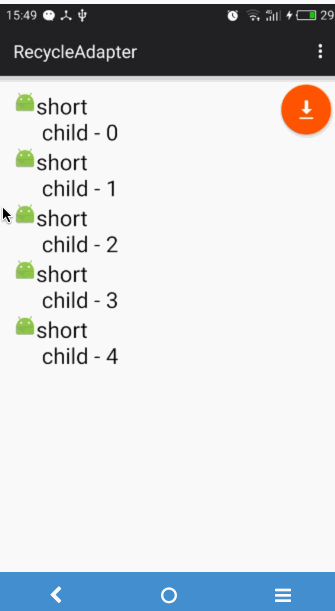 15:49 29
RecycleAdapter
short
child - 0
short
child - 1
short
child - 2
short
child - 3
short
child - 4